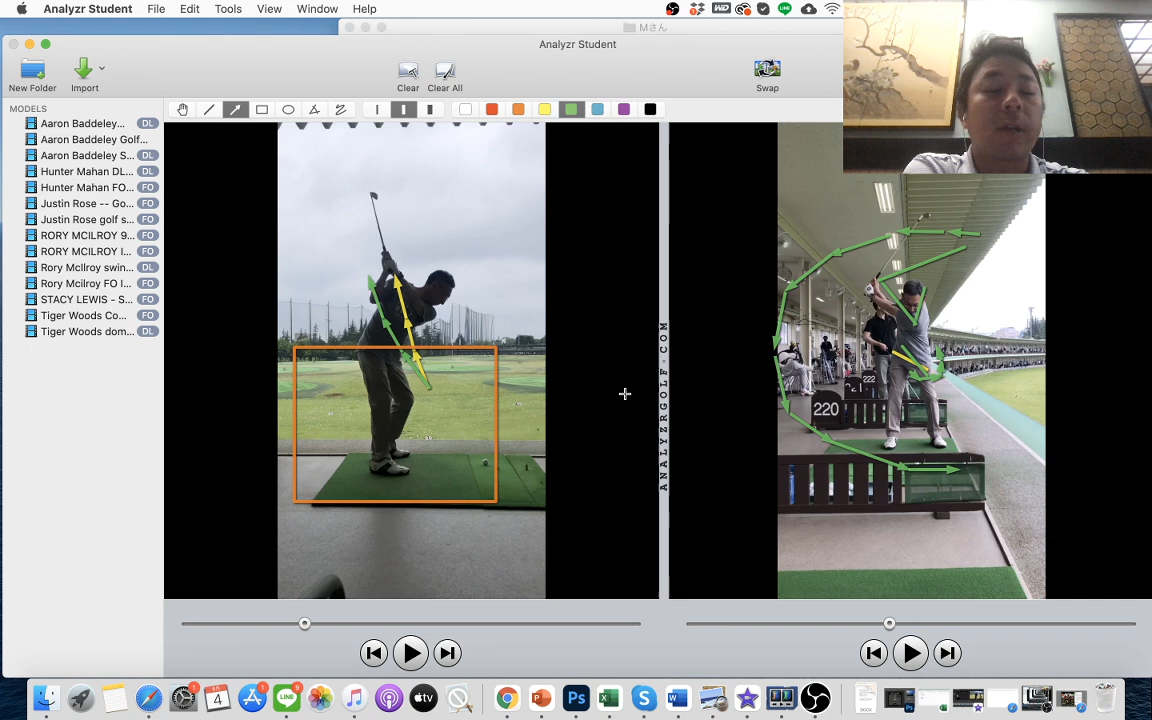 Analyzr Student File Edit Tools View Window Help
Mさん
Analyzr Student
New Folder Import Clear Clear All Swap
MODELS
Aaron Baddeley... DL
Aaron Baddeley Golf...
Aaron Baddeley S... DL
Hunter Mahan DL... DL
Hunter Mahan FO... FO
Justin Rose -- Go... FO
Justin Rose golf s... FO
RORY MCILROY 9... FO
RORY MCILROY I... FO
Rory McIlroy swin... DL
Rory Mcilroy FO I... FO
STACY LEWIS - S... FO
Tiger Woods Co... FO
Tiger Woods dom... DL
ANALYZRGOLF.COM
222
220
4
tv